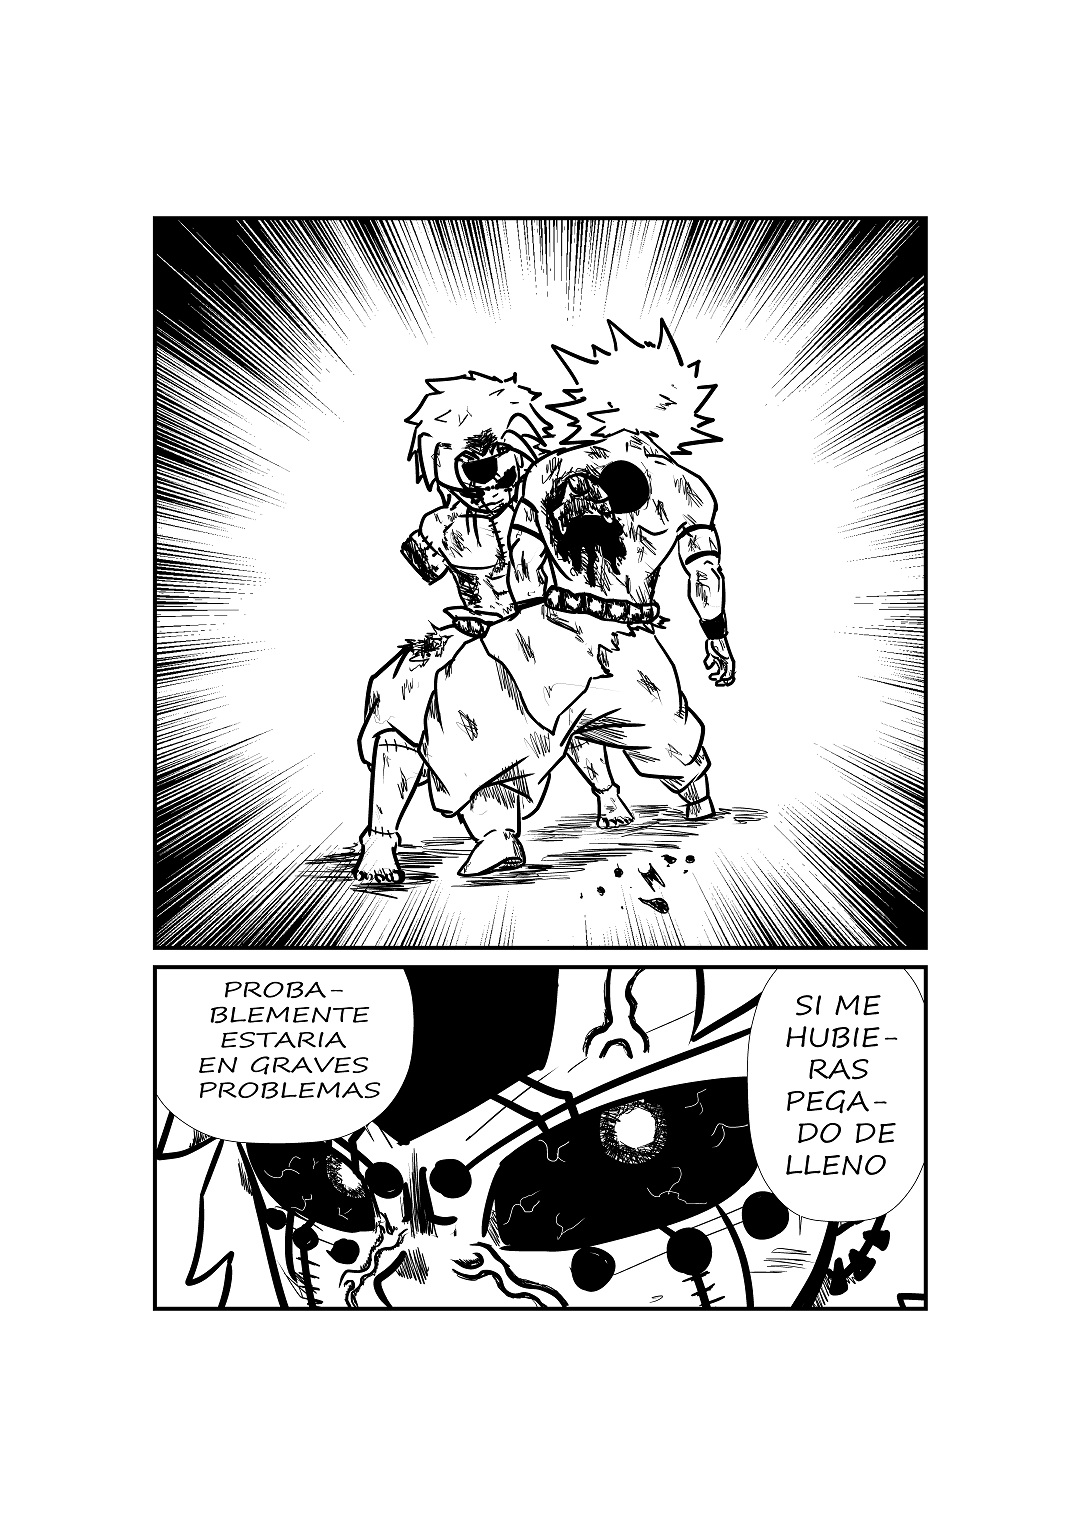 SI ME
HUBIE-
RAS
PEGA-
DO DE
LLENO
PROBA-
BLEMENTE
ESTARIA
EN GRAVES
PROBLEMAS